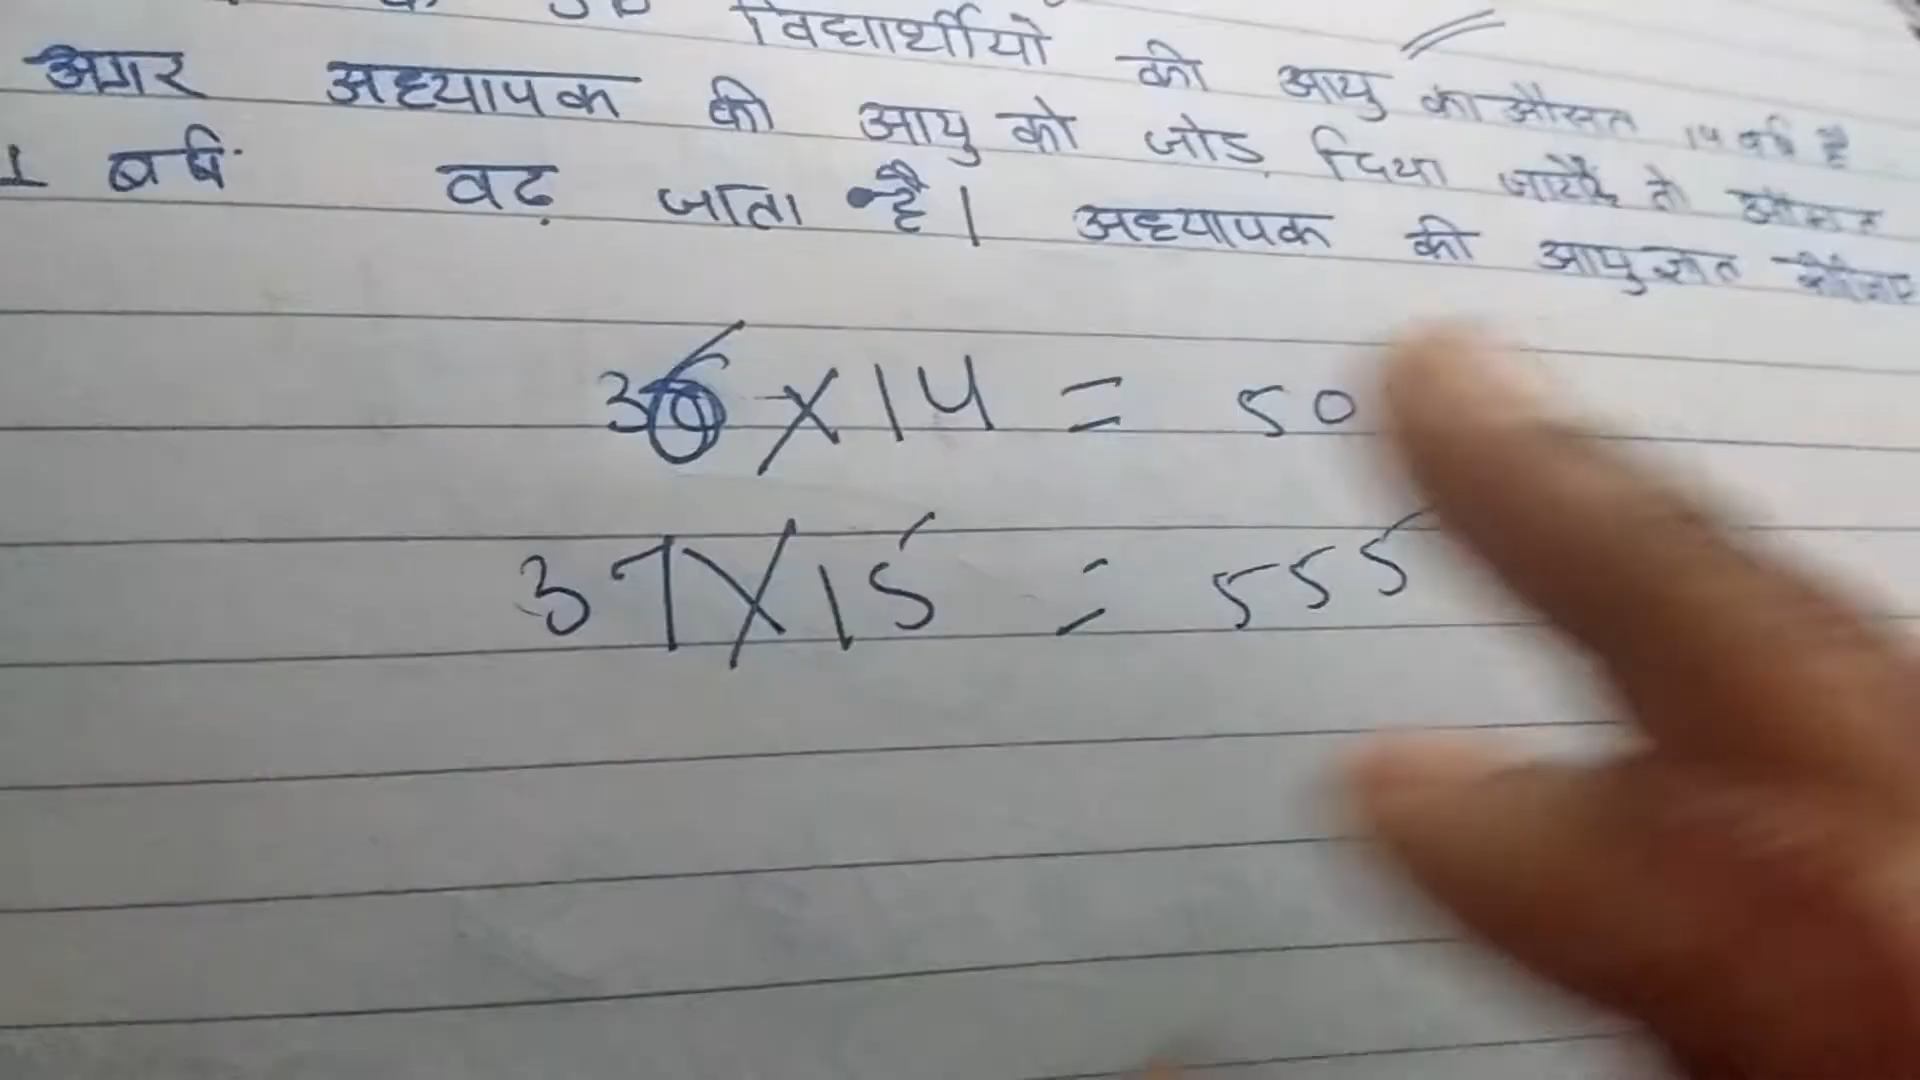 विद्यार्थीयो की आयु का औसत 14 वर्ष है
अगर अध्यापक की आयु को जोड़ दिया जाये तो औसत
1 बर्ष बढ़ जाता है। अध्यापक की आयु ज्ञात कीजिए
36 × 14 = 50
37 × 15 = 555